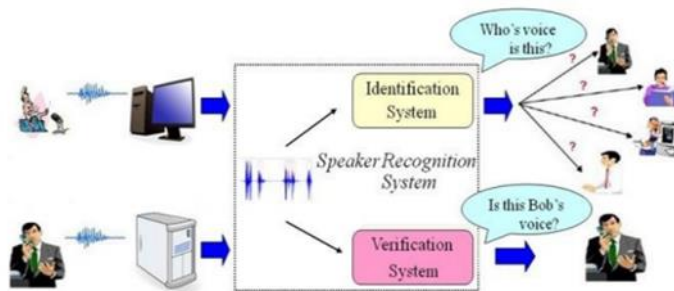 Who's voice
is this?
?
?
?
?
Identification
System
Speaker Recognition
System
Is this Bob's
voice?
Verification
System